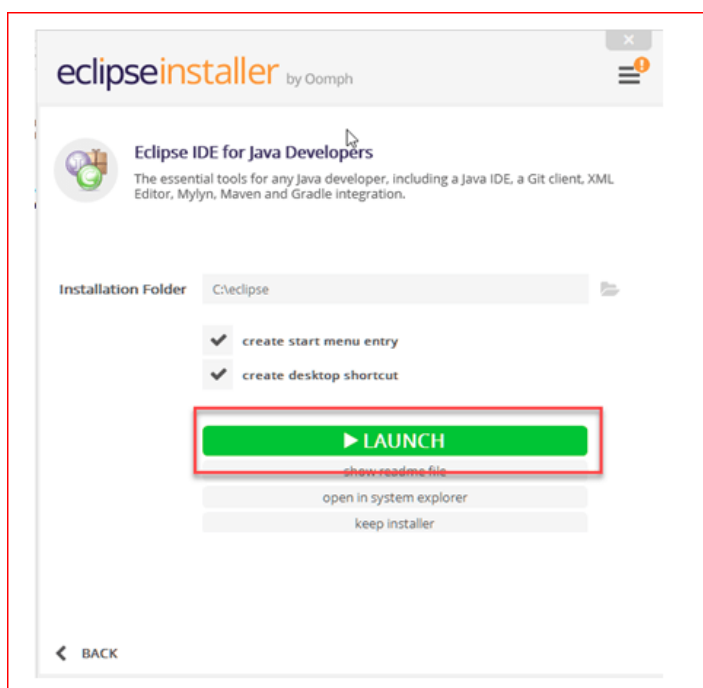 eclipseinstaller by Oomph
Eclipse IDE for Java Developers
The essential tools for any Java developer, including a Java IDE, a Git client, XML
Editor, Mylyn, Maven and Gradle integration.
Installation Folder C:\eclipse
create start menu entry
create desktop shortcut
LAUNCH
show readme file
open in system explorer
keep installer
BACK